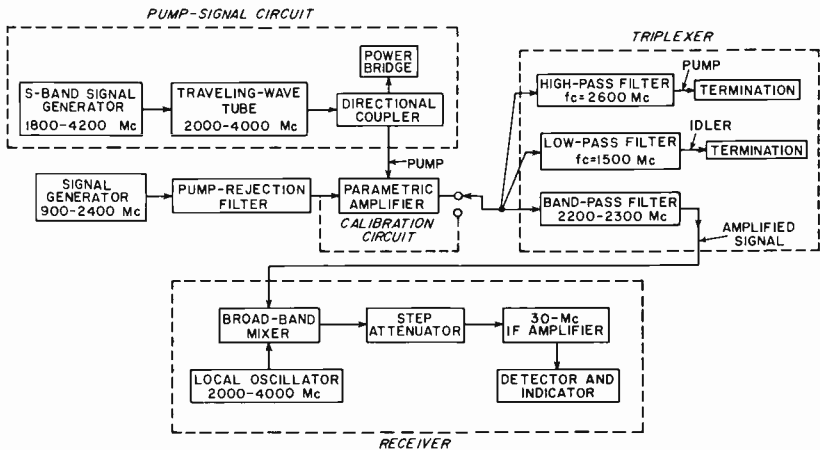 PUMP-SIGNAL CIRCUIT
POWER
BRIDGE
S-BAND SIGNAL
GENERATOR
1800-4200 Mc
TRAVELING-WAVE
TUBE
2000-4000 Mc
DIRECTIONAL
COUPLER
PUMP
SIGNAL
GENERATOR
900-2400 Mc
PUMP-REJECTION
FILTER
PARAMETRIC
AMPLIFIER
CALIBRATION
CIRCUIT
TRIPLEXER
HIGH-PASS FILTER
fc=2600 Mc
PUMP
TERMINATION
LOW-PASS FILTER
fc=1500 Mc
IDLER
TERMINATION
BAND-PASS FILTER
2200-2300 Mc
AMPLIFIED
SIGNAL
BROAD-BAND
MIXER
STEP
ATTENUATOR
30-Mc
IF AMPLIFIER
LOCAL OSCILLATOR
2000-4000 Mc
DETECTOR AND
INDICATOR
RECEIVER